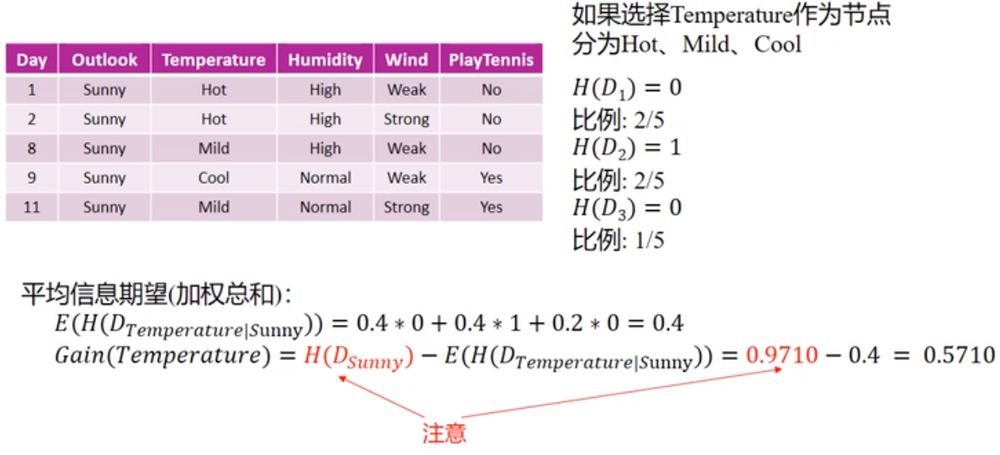 如果选择Temperature作为节点
分为Hot、Mild、Cool
Day Outlook Temperature Humidity Wind PlayTennis
1 Sunny Hot High Weak No
2 Sunny Hot High Strong No
8 Sunny Mild High Weak No
9 Sunny Cool Normal Weak Yes
11 Sunny Mild Normal Strong Yes
H(D₁) = 0
比例: 2/5
H(D₂) = 1
比例: 2/5
H(D₃) = 0
比例: 1/5
平均信息期望(加权总和):
E(H(D_{Temperature|Sunny})) = 0.4 * 0 + 0.4 * 1 + 0.2 * 0 = 0.4
Gain(Temperature) = H(D_{Sunny}) − E(H(D_{Temperature|Sunny})) = 0.9710 − 0.4 = 0.5710
注意